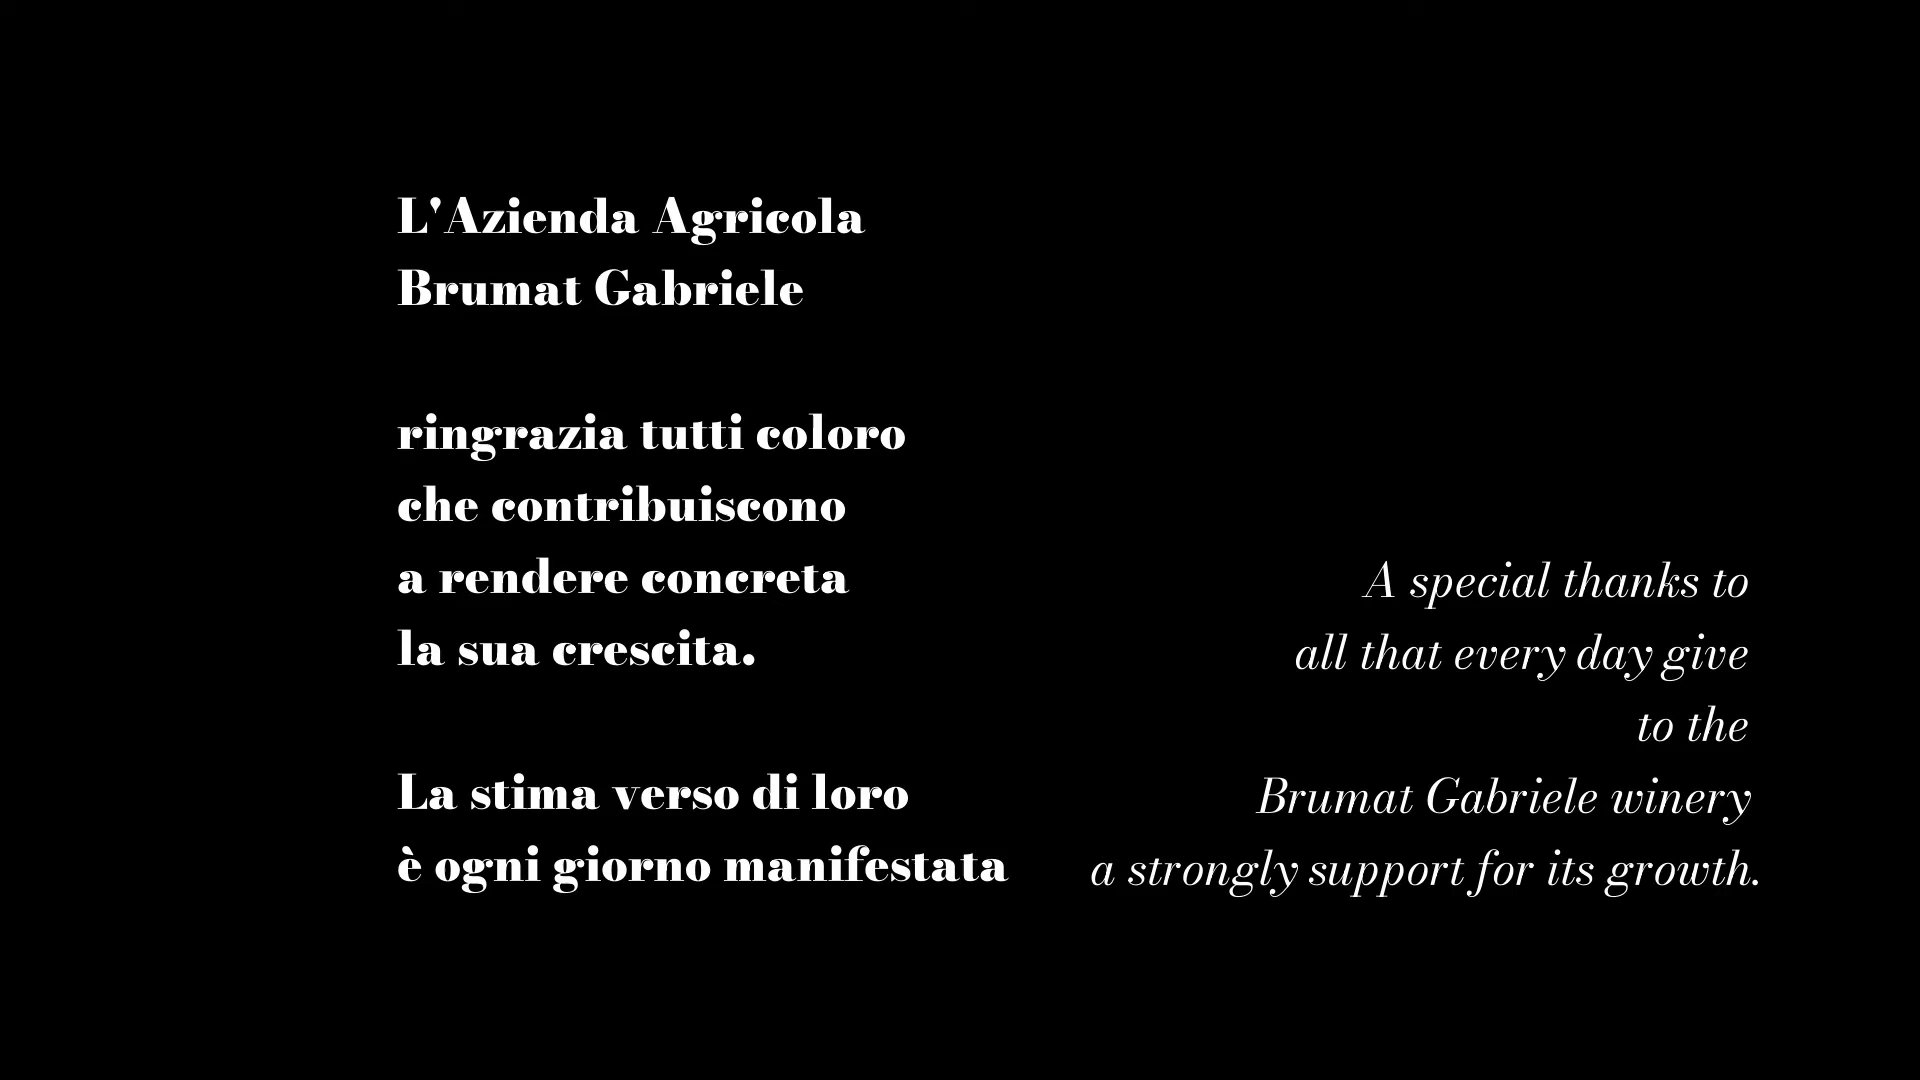 L'Azienda Agricola
Brumat Gabriele
ringrazia tutti coloro
che contribuiscono
a rendere concreta
la sua crescita.
La stima verso di loro
è ogni giorno manifestata
A special thanks to
all that every day give
to the
Brumat Gabriele winery
a strongly support for its growth.